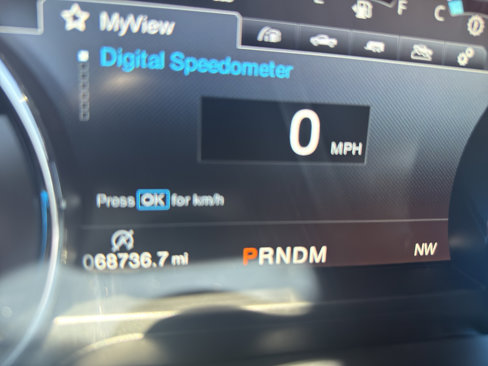 F
C
MyView
Digital Speedometer
0 MPH
Press OK for km/h
068736.7 mi
PRNDM
NW